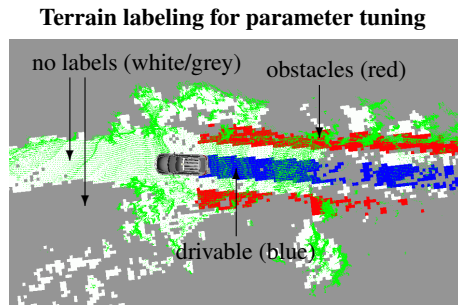 Terrain labeling for parameter tuning
no labels (white/grey)
obstacles (red)
drivable (blue)